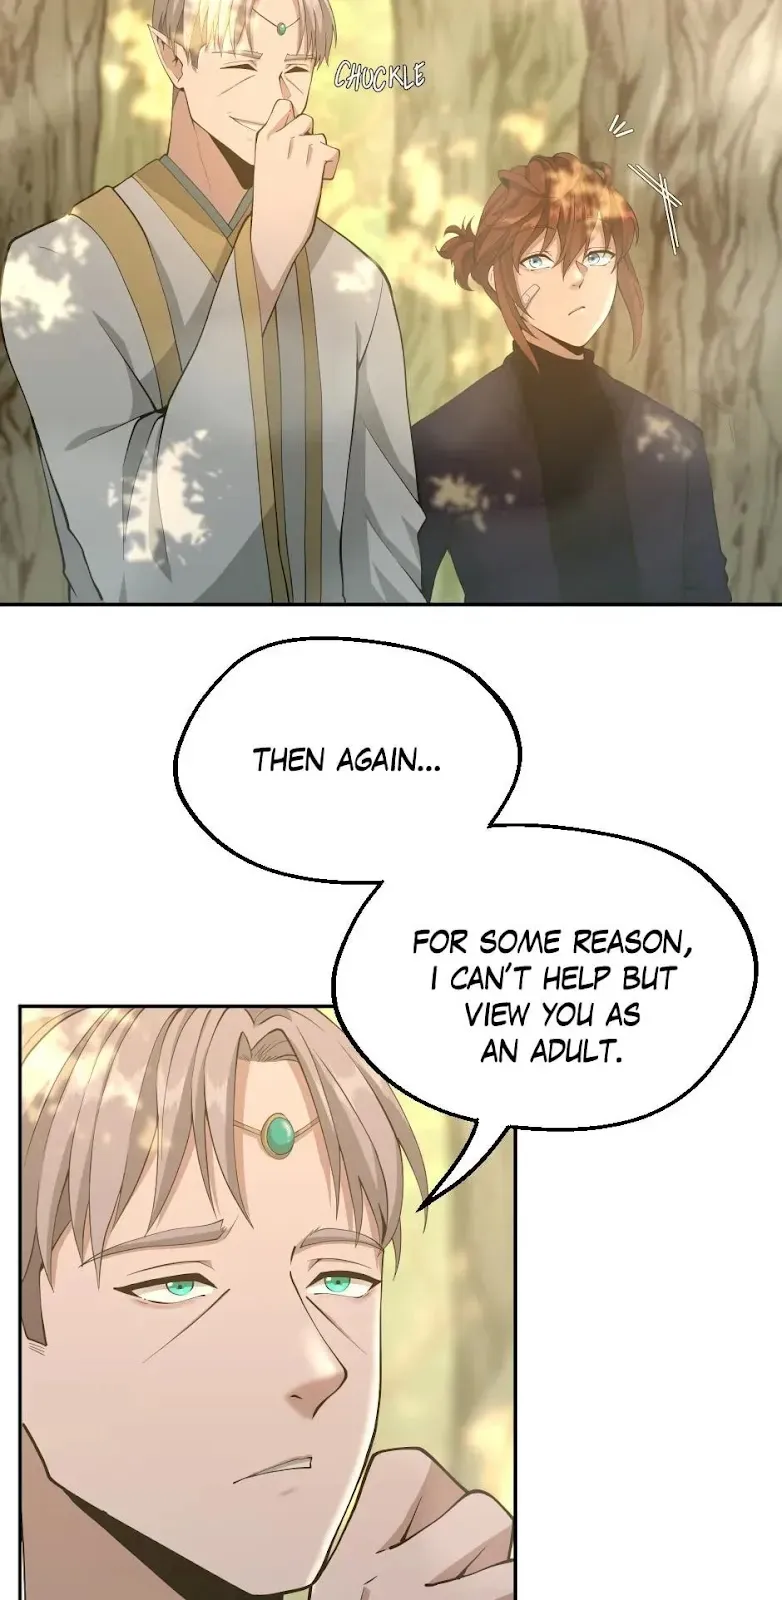 CHUCKLE
THEN AGAIN...
FOR SOME REASON,
I CAN'T HELP BUT
VIEW YOU AS
AN ADULT.